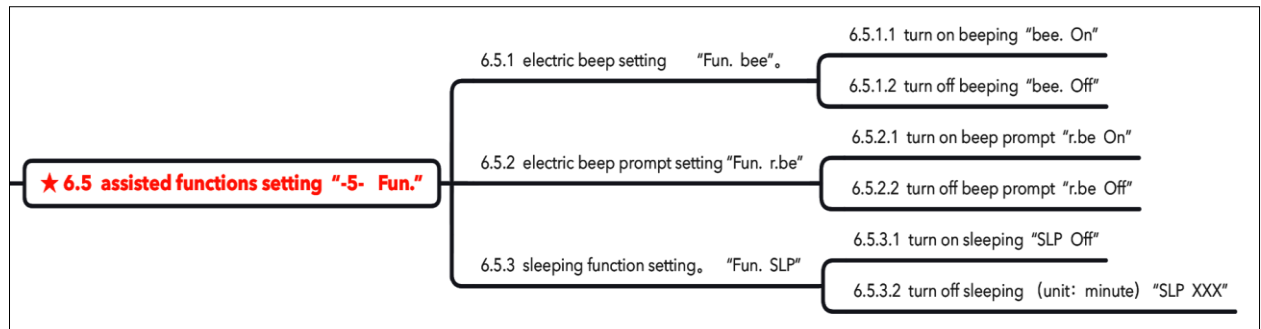 ★ 6.5 assisted functions setting “-5- Fun.”
6.5.1 electric beep setting “Fun. bee”。
6.5.1.1 turn on beeping “bee. On”
6.5.1.2 turn off beeping “bee. Off”
6.5.2 electric beep prompt setting “Fun. r.be”
6.5.2.1 turn on beep prompt “r.be On”
6.5.2.2 turn off beep prompt “r.be Off”
6.5.3 sleeping function setting。 “Fun. SLP”
6.5.3.1 turn on sleeping “SLP Off”
6.5.3.2 turn off sleeping （unit：minute）“SLP XXX”